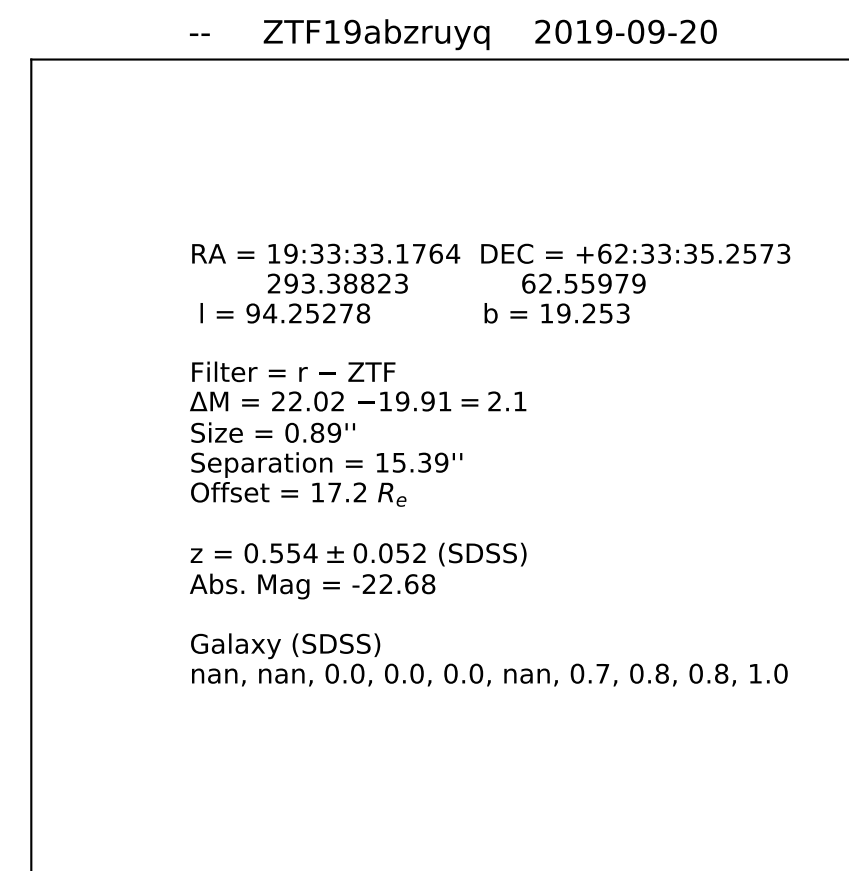 --  ZTF19abzruyq  2019-09-20
RA = 19:33:33.1764  DEC = +62:33:35.2573
293.38823  62.55979
l = 94.25278  b = 19.253
Filter = r − ZTF
ΔM = 22.02 −19.91 = 2.1
Size = 0.89''
Separation = 15.39''
Offset = 17.2 Rₑ
z = 0.554 ± 0.052 (SDSS)
Abs. Mag = -22.68
Galaxy (SDSS)
nan, nan, 0.0, 0.0, 0.0, nan, 0.7, 0.8, 0.8, 1.0